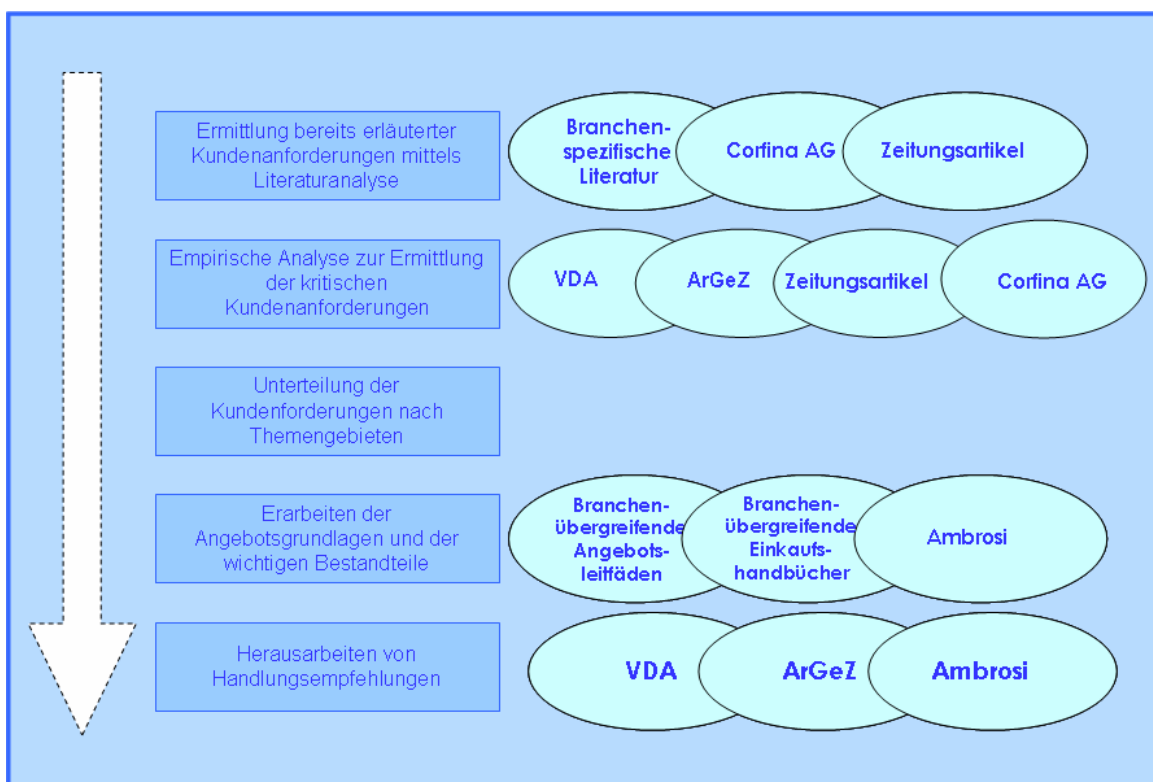 Ermittlung bereits erläuterter
Kundenanforderungen mittels
Literaturanalyse
Branchen-
spezifische
Literatur
Corfina AG
Zeitungsartikel
Empirische Analyse zur Ermittlung
der kritischen
Kundenanforderungen
VDA
ArGeZ
Zeitungsartikel
Corfina AG
Unterteilung der
Kundenforderungen nach
Themengebieten
Erarbeiten der
Angebotsgrundlagen und der
wichtigen Bestandteile
Branchen-
übergreifende
Angebots-
leitfäden
Branchen-
übergreifende
Einkaufs-
handbücher
Ambrosi
Herausarbeiten von
Handlungsempfehlungen
VDA
ArGeZ
Ambrosi